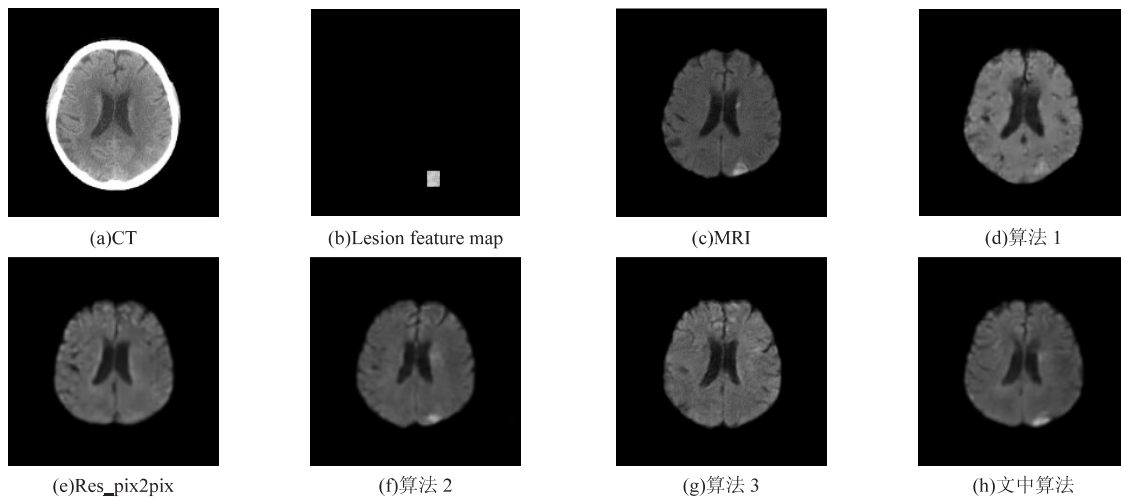 (a)CT
(b)Lesion feature map
(c)MRI
(d)算法 1
(e)Res_pix2pix
(f)算法 2
(g)算法 3
(h)文中算法